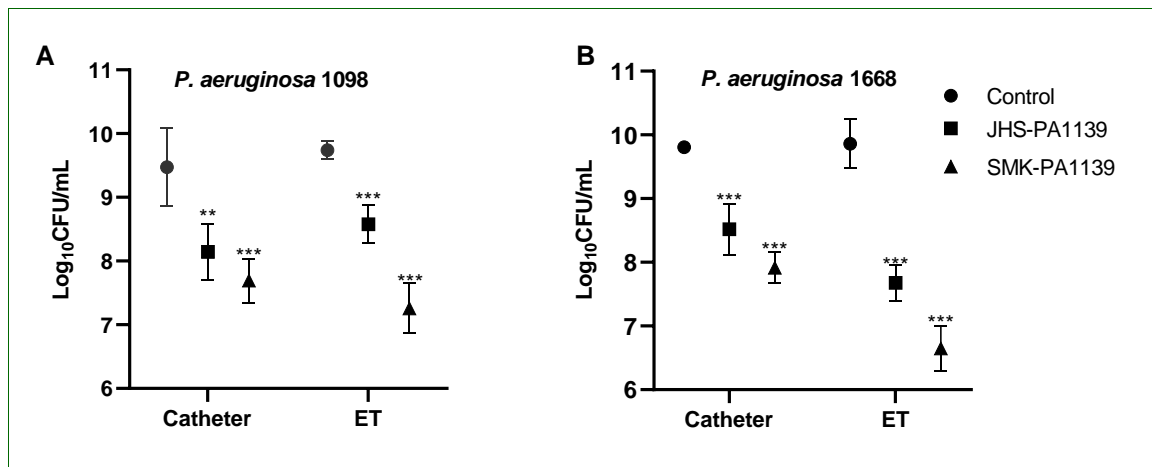 A
P. aeruginosa 1098
11
10
9
8
7
6
Log10CFU/mL
**
***
***
***
Catheter
ET
B
P. aeruginosa 1668
11
10
9
8
7
6
Log10CFU/mL
***
***
***
***
Catheter
ET
Control
JHS-PA1139
SMK-PA1139